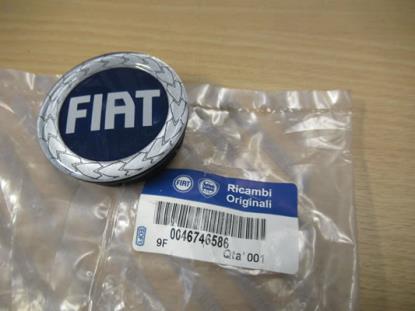 FIAT
FIAT
Ricambi
Originali
0046746586
9F
Qta' 001